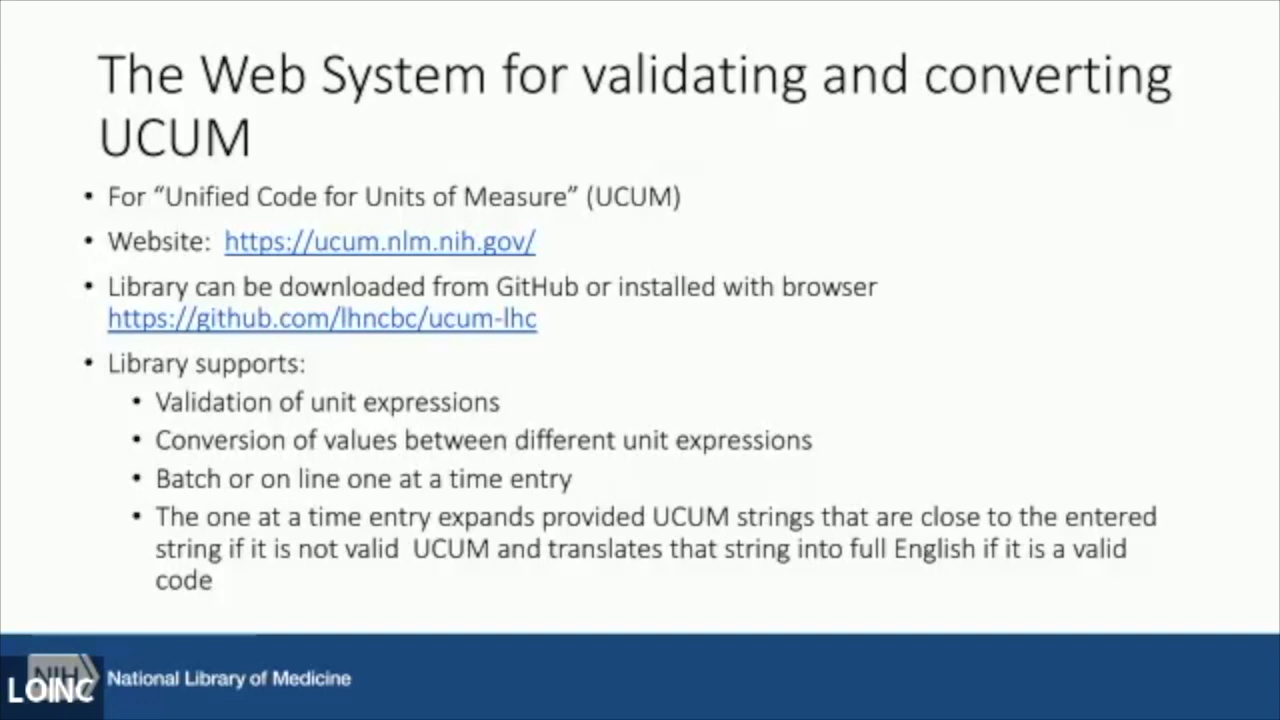 The Web System for validating and converting
UCUM
• For “Unified Code for Units of Measure” (UCUM)
• Website: https://ucum.nlm.nih.gov/
• Library can be downloaded from GitHub or installed with browser
https://github.com/lhncbc/ucum-lhc
• Library supports:
• Validation of unit expressions
• Conversion of values between different unit expressions
• Batch or on line one at a time entry
• The one at a time entry expands provided UCUM strings that are close to the entered
string if it is not valid  UCUM and translates that string into full English if it is a valid
code
NIH
National Library of Medicine
LOINC